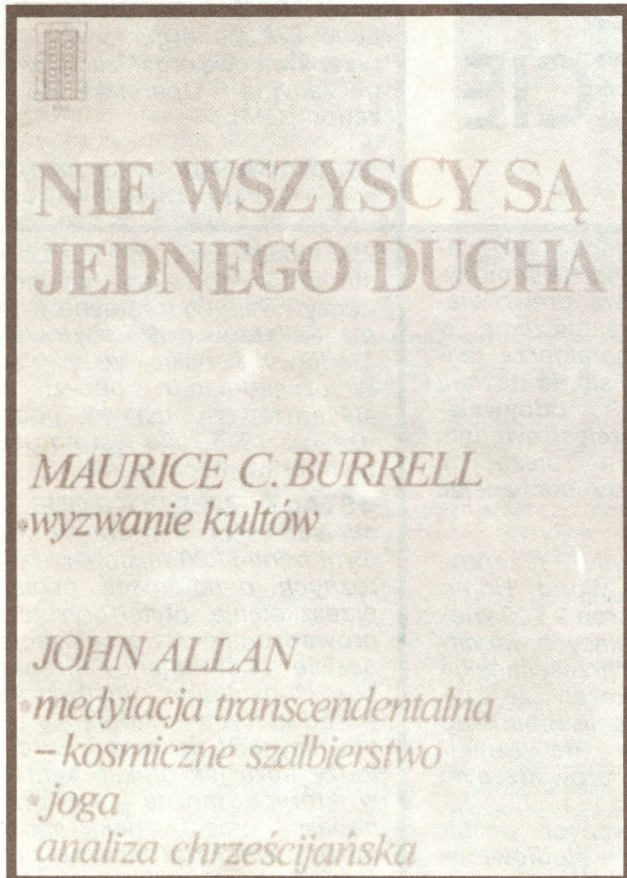 NIE WSZYSCY SĄ
JEDNEGO DUCHA
MAURICE C. BURRELL
•wyzwanie kultów
JOHN ALLAN
•medytacja transcendentalna
– kosmiczne szalbierstwo
•joga
analiza chrześcijańska